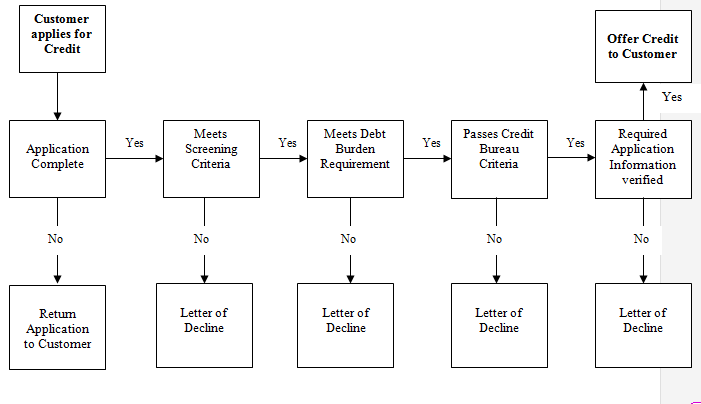 Customer
applies for
Credit
Offer Credit
to Customer
Yes
Application
Complete
Yes
Meets
Screening
Criteria
Yes
Meets Debt
Burden
Requirement
Yes
Passes Credit
Bureau
Criteria
Yes
Required
Application
Information
verified
No
No
No
No
No
Return
Application
to Customer
Letter of
Decline
Letter of
Decline
Letter of
Decline
Letter of
Decline